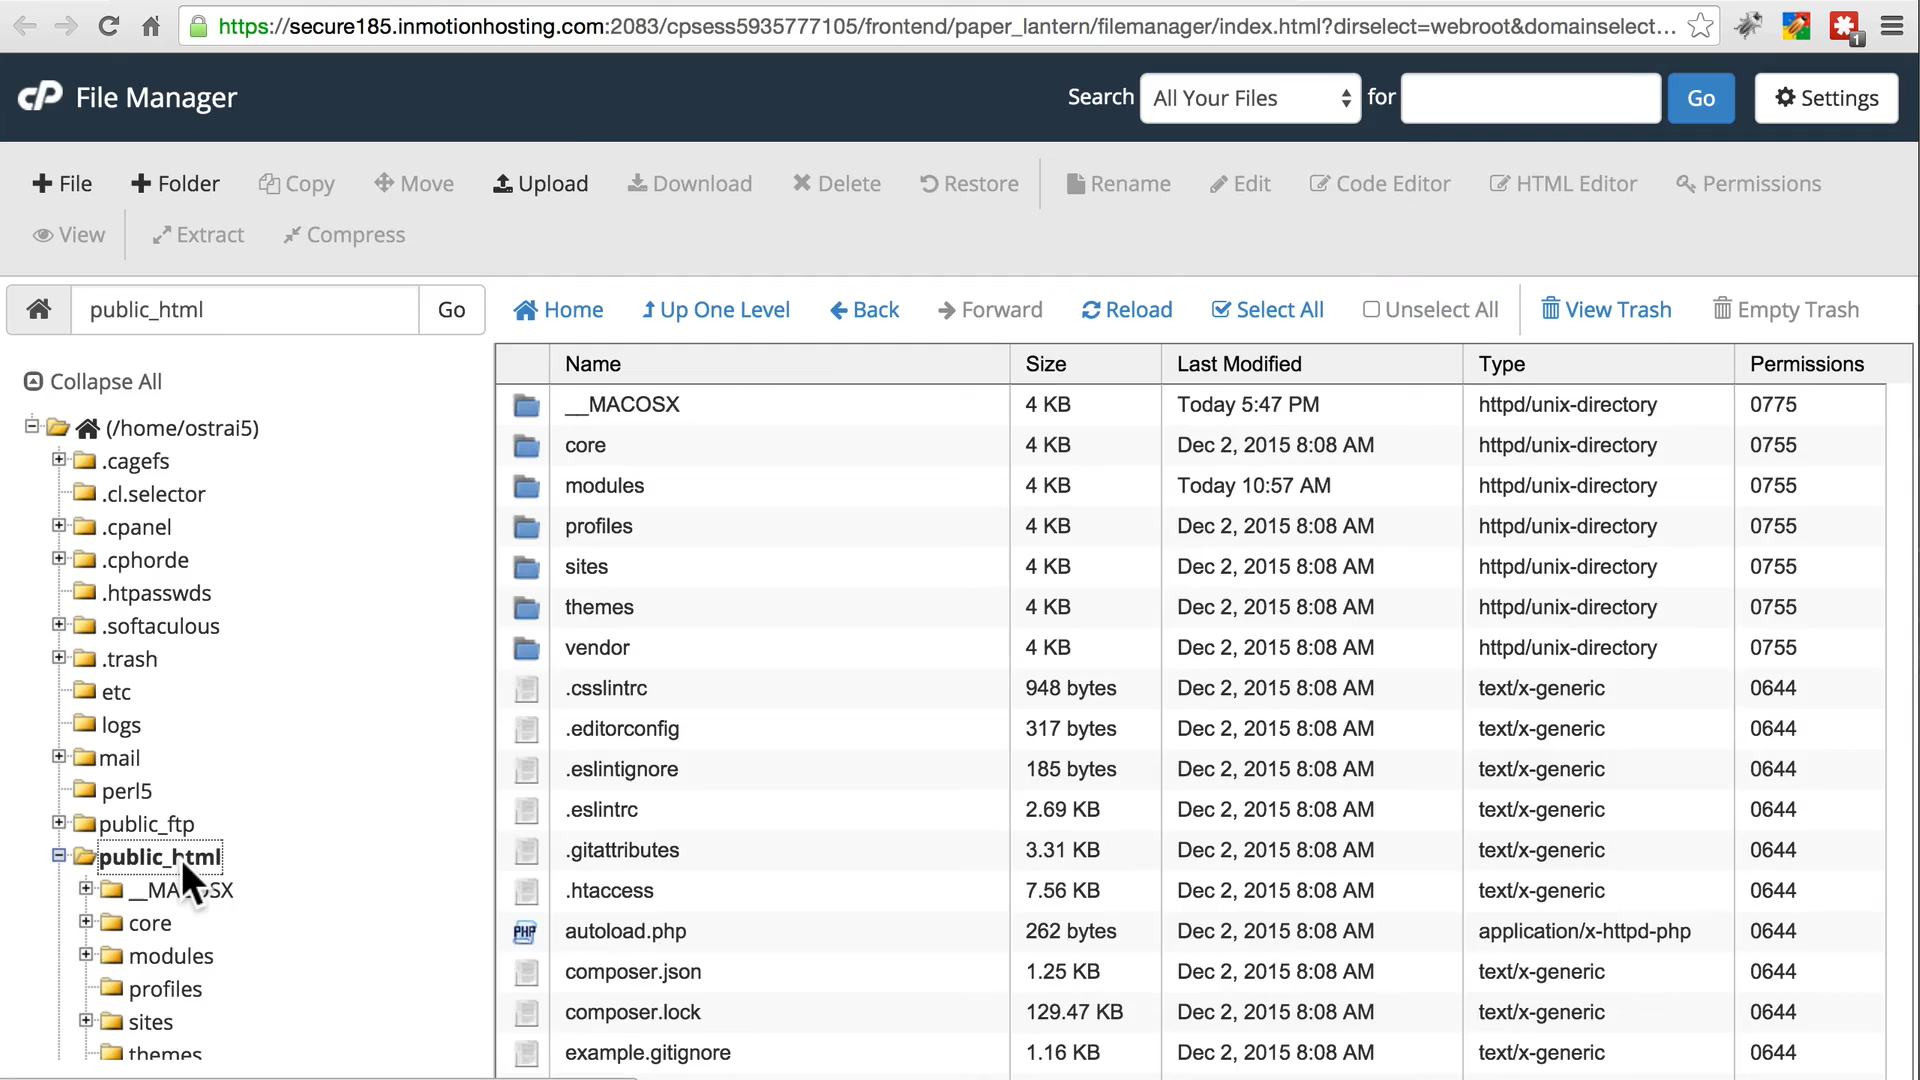 https://secure185.inmotionhosting.com:2083/cpsess5935777105/frontend/paper_lantern/filemanager/index.html?dirselect=webroot&domainselect...
1
cP File Manager
Search All Your Files for Go Settings
File Folder Copy Move Upload Download Delete Restore Rename Edit Code Editor HTML Editor Permissions
View Extract Compress
public_html Go Home Up One Level Back Forward Reload Select All Unselect All View Trash Empty Trash
Collapse All
(/home/ostrai5)
.cagefs
.cl.selector
.cpanel
.cphorde
.htpasswds
.softaculous
.trash
etc
logs
mail
perl5
public_ftp
public_html
__MACOSX
core
modules
profiles
sites
themes
Name Size Last Modified Type Permissions
__MACOSX 4 KB Today 5:47 PM httpd/unix-directory 0775
core 4 KB Dec 2, 2015 8:08 AM httpd/unix-directory 0755
modules 4 KB Today 10:57 AM httpd/unix-directory 0755
profiles 4 KB Dec 2, 2015 8:08 AM httpd/unix-directory 0755
sites 4 KB Dec 2, 2015 8:08 AM httpd/unix-directory 0755
themes 4 KB Dec 2, 2015 8:08 AM httpd/unix-directory 0755
vendor 4 KB Dec 2, 2015 8:08 AM httpd/unix-directory 0755
.csslintrc 948 bytes Dec 2, 2015 8:08 AM text/x-generic 0644
.editorconfig 317 bytes Dec 2, 2015 8:08 AM text/x-generic 0644
.eslintignore 185 bytes Dec 2, 2015 8:08 AM text/x-generic 0644
.eslintrc 2.69 KB Dec 2, 2015 8:08 AM text/x-generic 0644
.gitattributes 3.31 KB Dec 2, 2015 8:08 AM text/x-generic 0644
.htaccess 7.56 KB Dec 2, 2015 8:08 AM text/x-generic 0644
PHP autoload.php 262 bytes Dec 2, 2015 8:08 AM application/x-httpd-php 0644
composer.json 1.25 KB Dec 2, 2015 8:08 AM text/x-generic 0644
composer.lock 129.47 KB Dec 2, 2015 8:08 AM text/x-generic 0644
example.gitignore 1.16 KB Dec 2, 2015 8:08 AM text/x-generic 0644